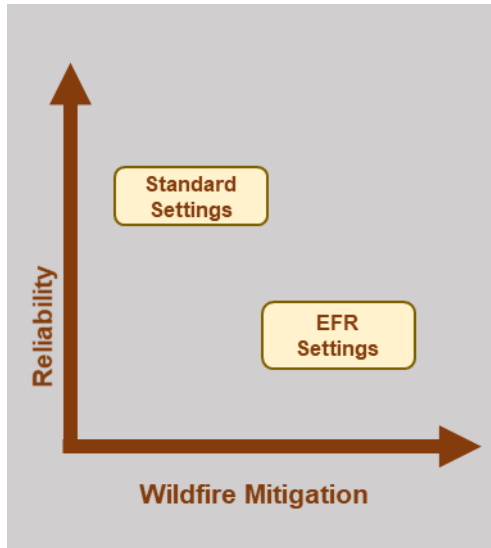 Standard
Settings
EFR
Settings
Reliability
Wildfire Mitigation